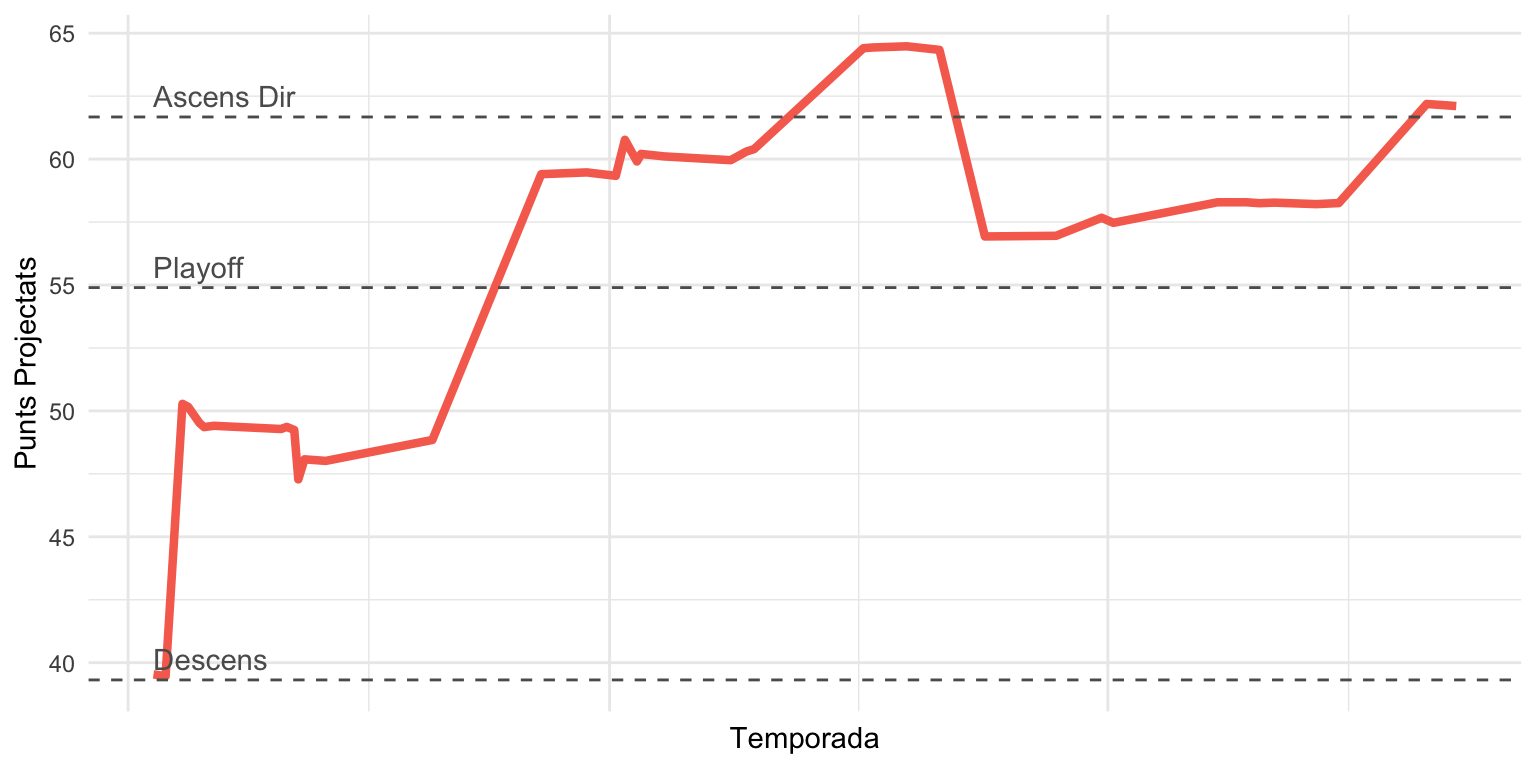 65
Ascens Dir
60
Playoff
55
50
45
Descens
40
Punts Projectats
Temporada